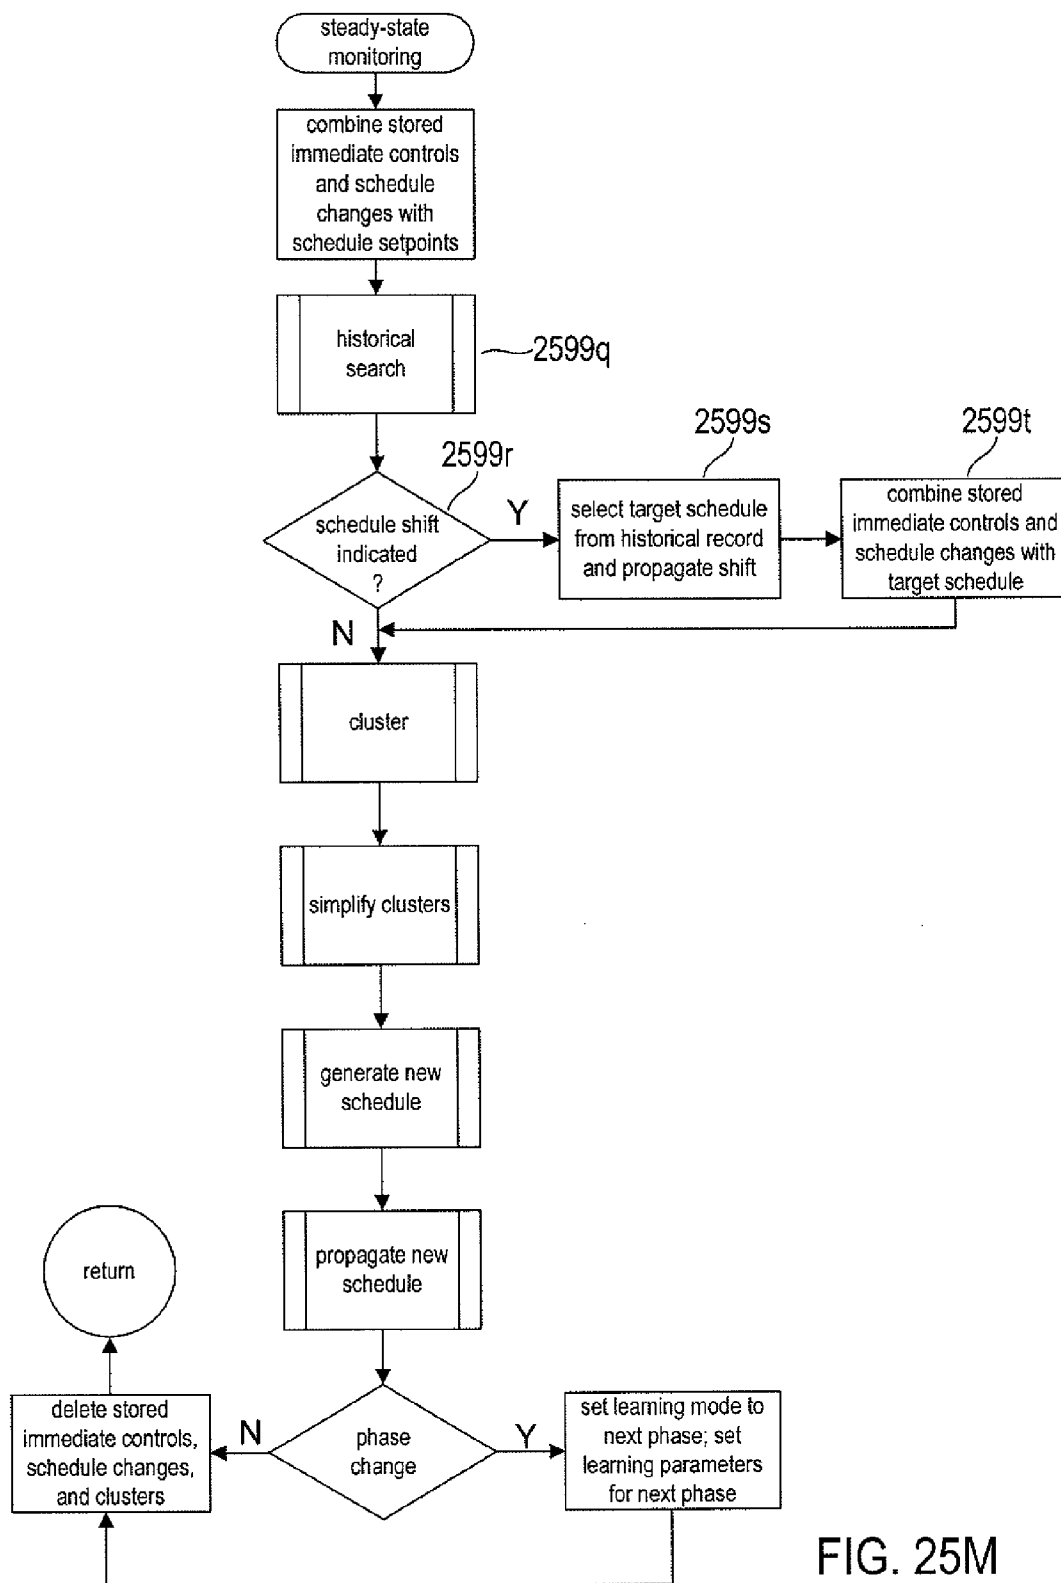 steady-state
monitoring
combine stored
immediate controls
and schedule
changes with
schedule setpoints
historical
search
2599q
2599r
schedule shift
indicated
?
Y
2599s
select target schedule
from historical record
and propagate shift
2599t
combine stored
immediate controls and
schedule changes with
target schedule
N
cluster
simplify clusters
generate new
schedule
propagate new
schedule
return
phase
change
N
delete stored
immediate controls,
schedule changes,
and clusters
Y
set learning mode to
next phase; set
learning parameters
for next phase
FIG. 25M